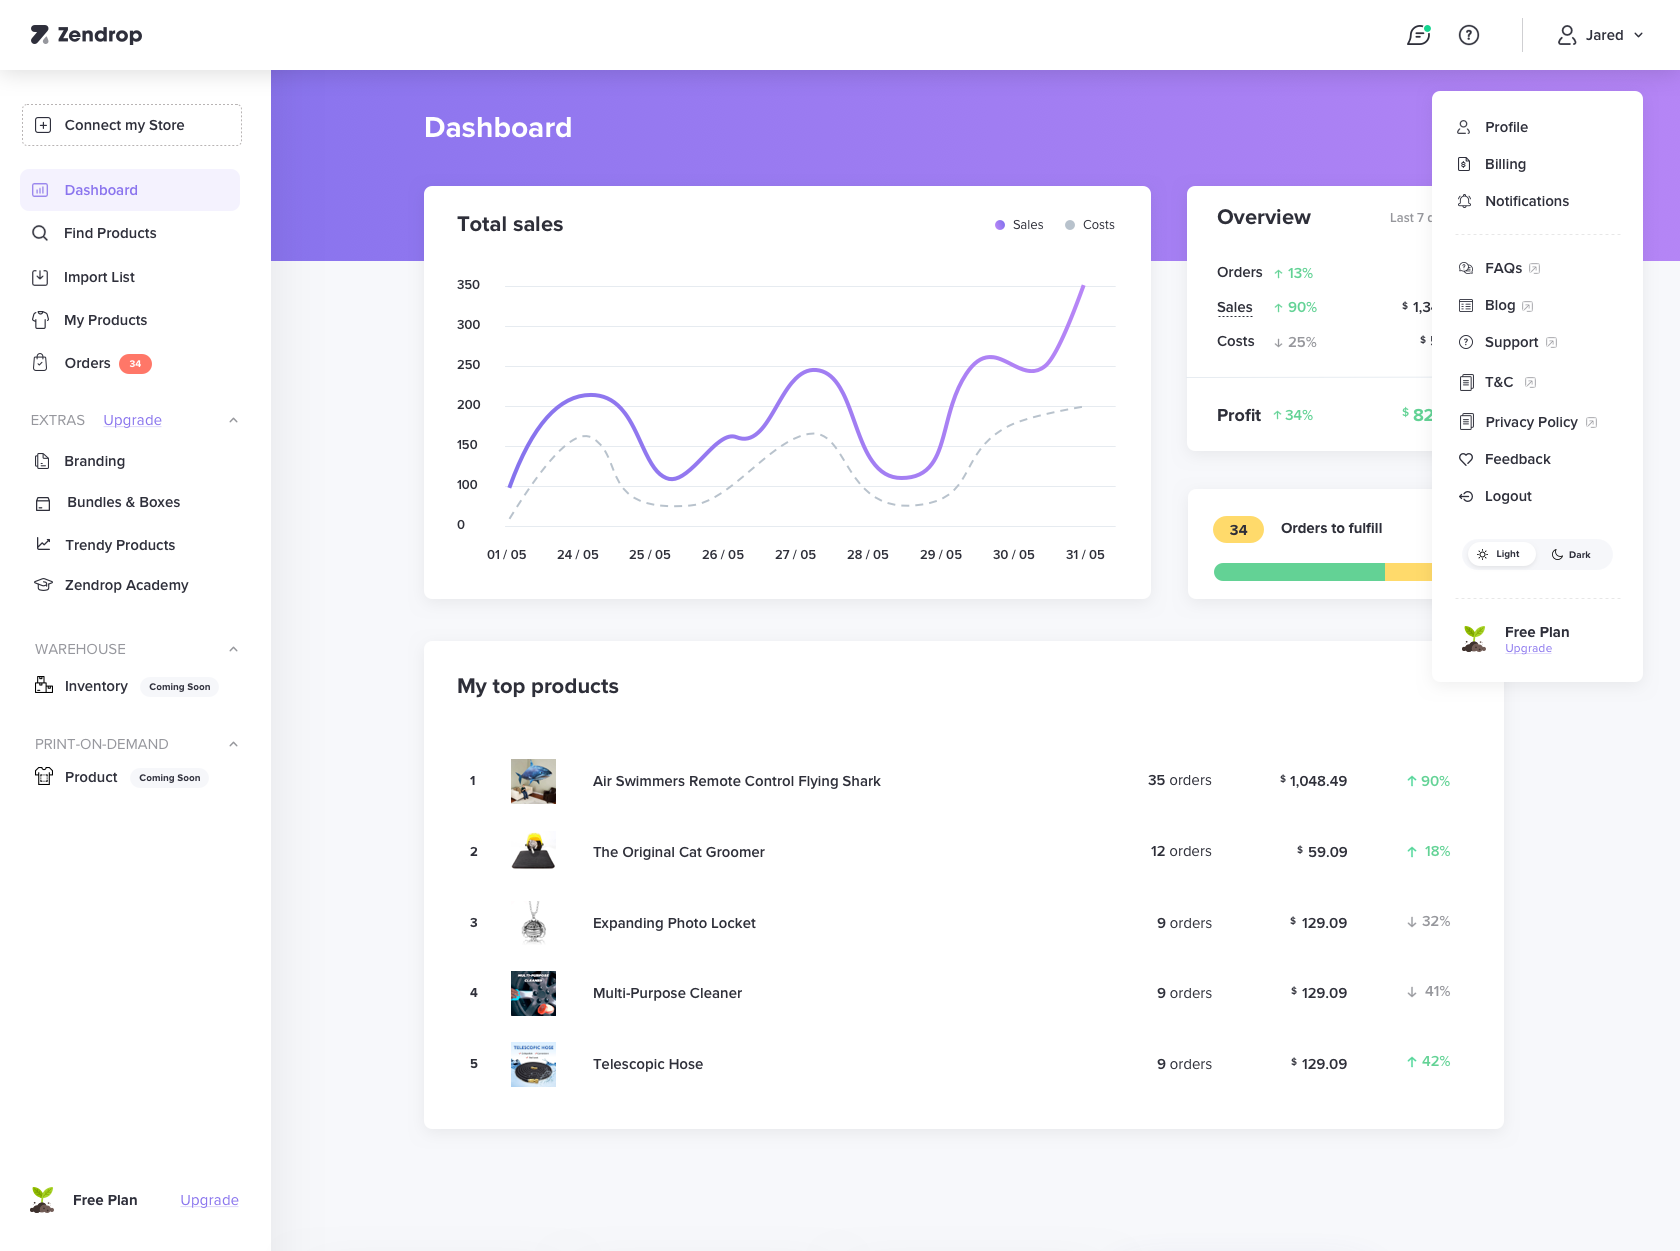 Zendrop
Jared
Connect my Store
Dashboard
Find Products
Import List
My Products
Orders 34
EXTRAS Upgrade
Branding
Bundles & Boxes
Trendy Products
Zendrop Academy
WAREHOUSE
Inventory Coming Soon
PRINT-ON-DEMAND
Product Coming Soon
Free Plan Upgrade
Dashboard
Total sales
Sales Costs
350
300
250
200
150
100
0
01 / 05 24 / 05 25 / 05 26 / 05 27 / 05 28 / 05 29 / 05 30 / 05 31 / 05
Overview Last 7
Orders ↑ 13%
Sales ↑ 90% $ 1,3
Costs ↓ 25% $
Profit ↑ 34% $ 82
34 Orders to fulfill
My top products
1 Air Swimmers Remote Control Flying Shark 35 orders $ 1,048.49 ↑ 90%
2 The Original Cat Groomer 12 orders $ 59.09 ↑ 18%
3 Expanding Photo Locket 9 orders $ 129.09 ↓ 32%
MULTI-PURPOSE
CLEANER
4 Multi-Purpose Cleaner 9 orders $ 129.09 ↓ 41%
TELESCOPIC HOSE
5 Telescopic Hose 9 orders $ 129.09 ↑ 42%
Profile
Billing
Notifications
FAQs
Blog
Support
T&C
Privacy Policy
Feedback
Logout
Light Dark
Free Plan
Upgrade